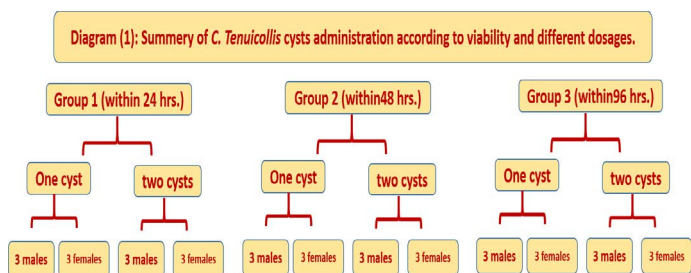 Diagram (1): Summery of C. Tenuicollis cysts administration according to viability and different dosages.
Group 1 (within 24 hrs.)
One cyst
two cysts
3 males
3 females
3 males
3 females
Group 2 (within48 hrs.)
One cyst
two cysts
3 males
3 females
3 males
3 females
Group 3 (within96 hrs.)
One cyst
two cysts
3 males
3 females
3 males
3 females